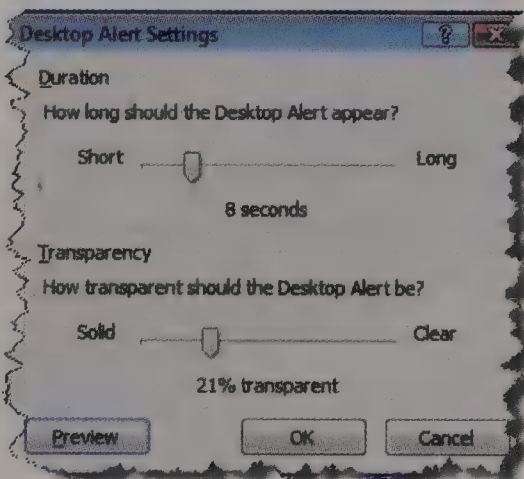 Desktop Alert Settings
Duration
How long should the Desktop Alert appear?
Short Long
8 seconds
Transparency
How transparent should the Desktop Alert be?
Solid Clear
21% transparent
Preview OK Cancel